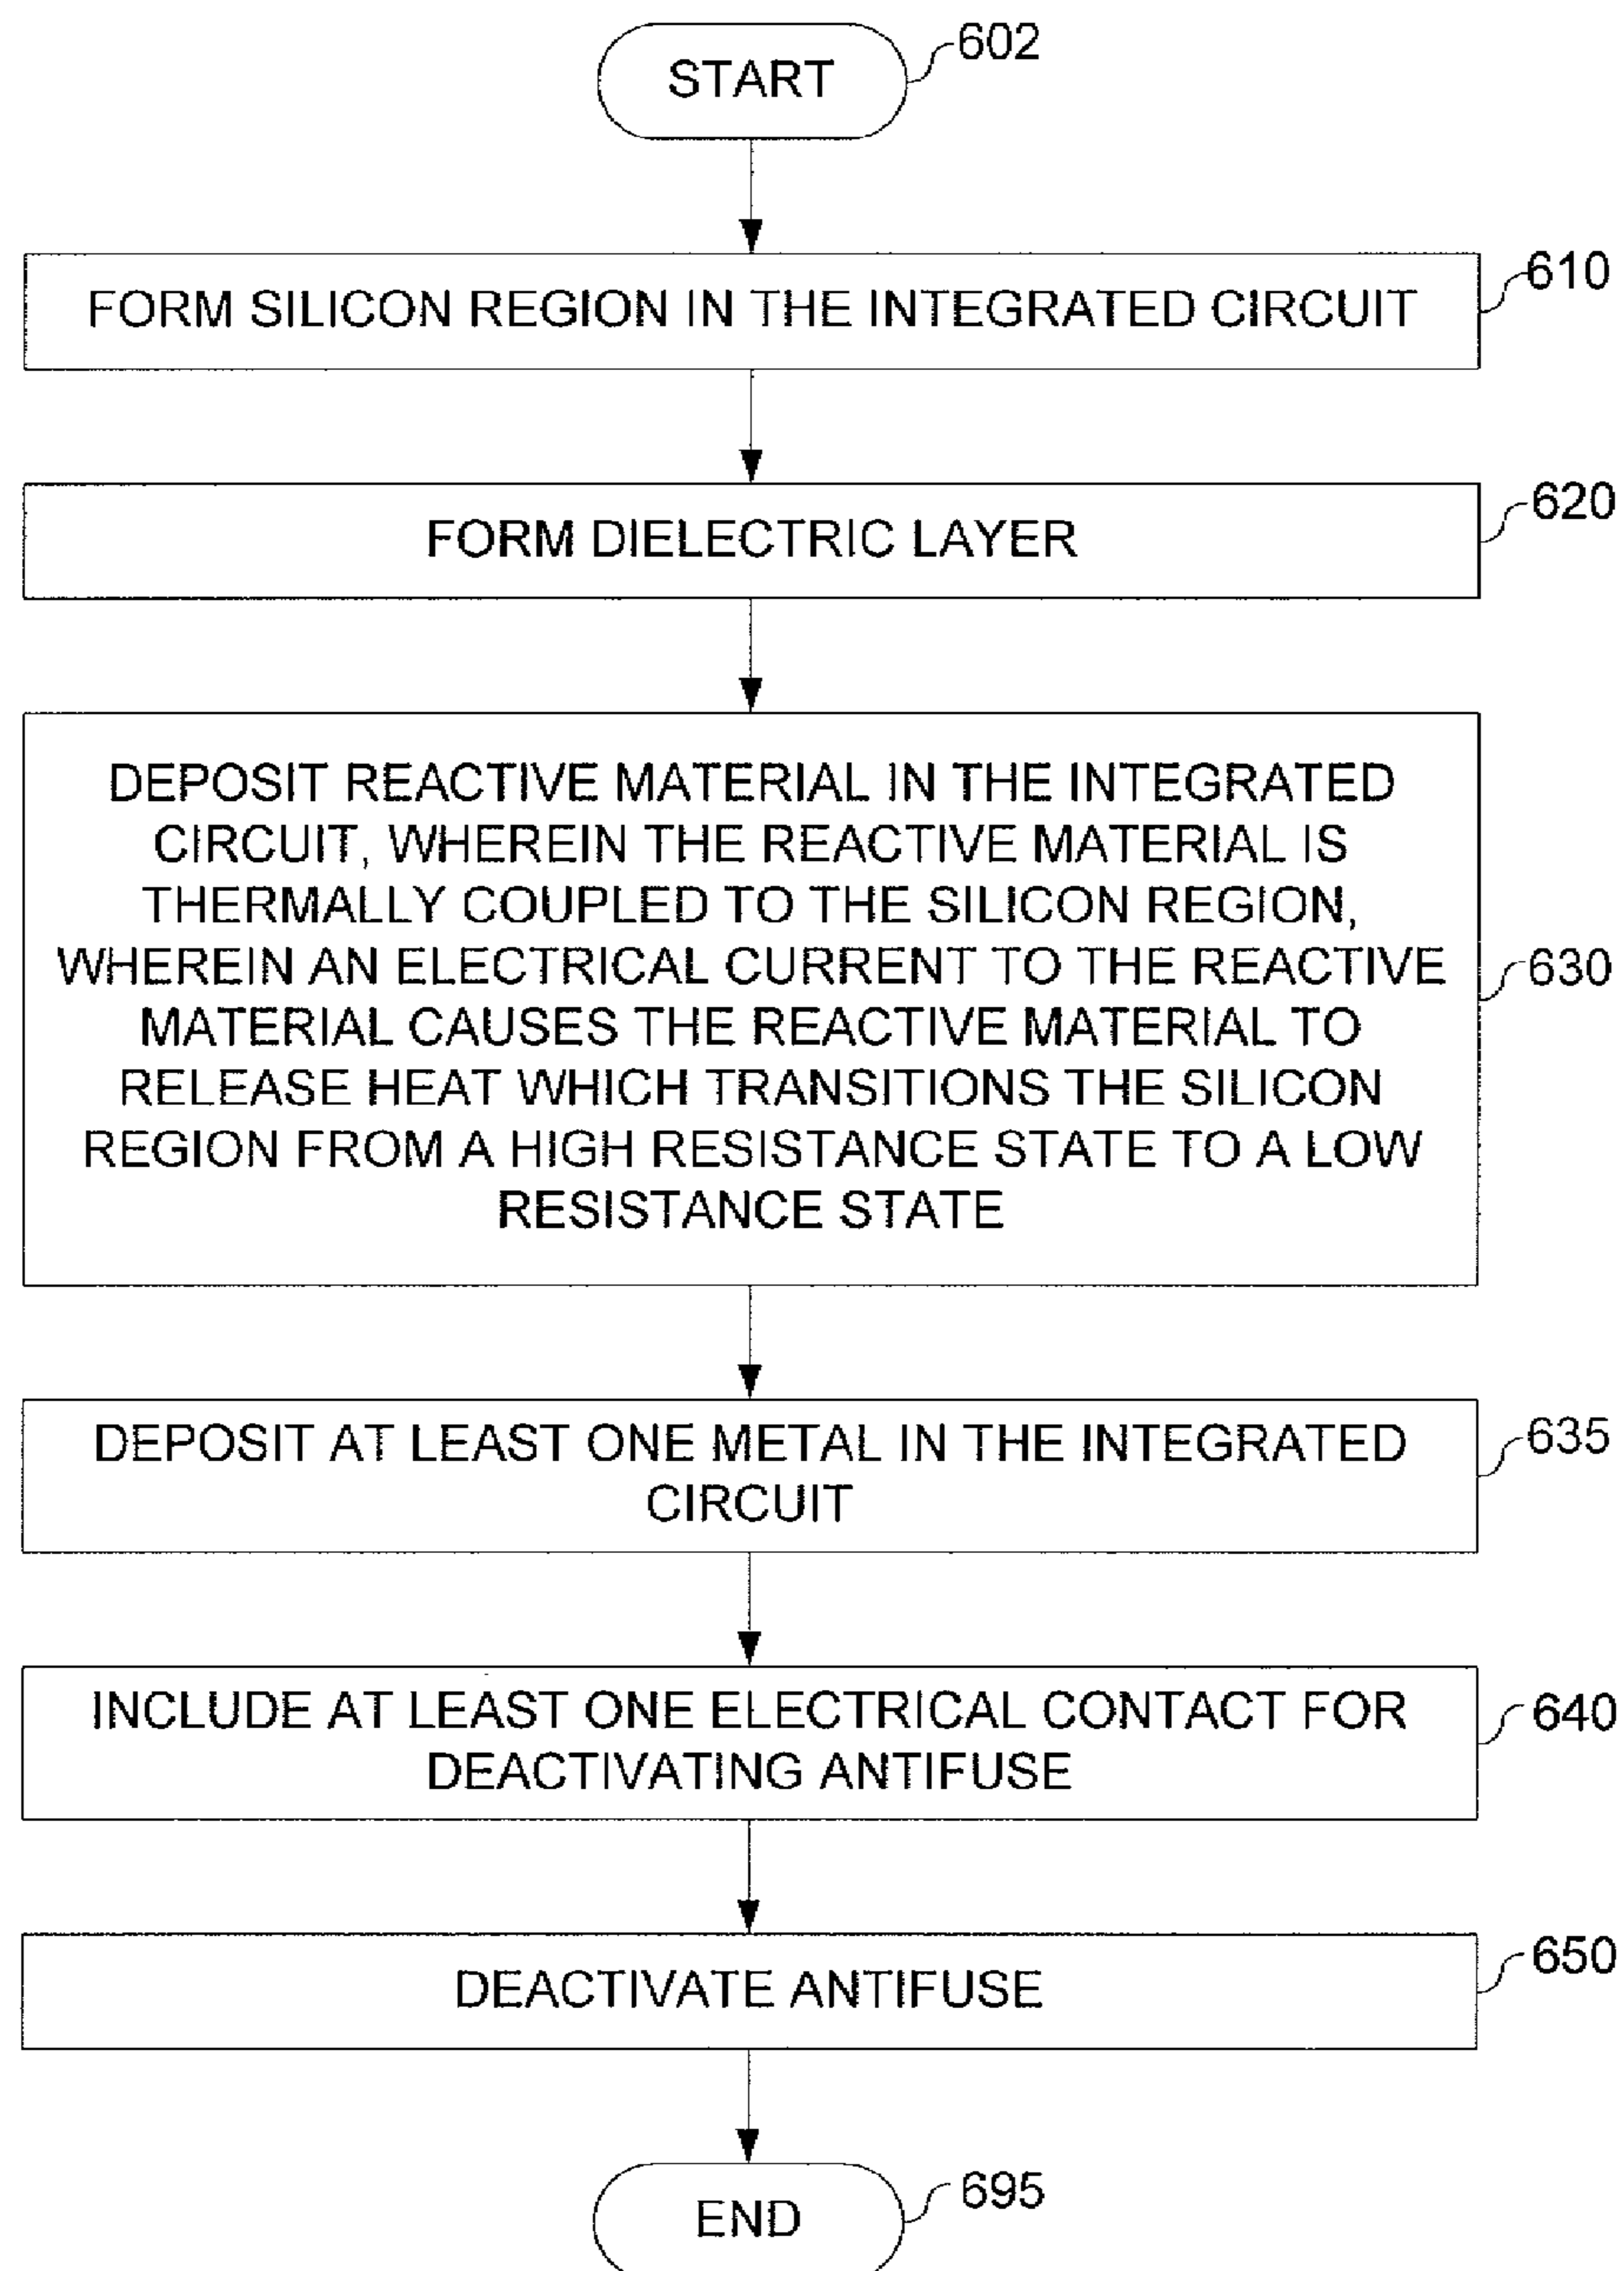 START
602
FORM SILICON REGION IN THE INTEGRATED CIRCUIT
610
FORM DIELECTRIC LAYER
620
DEPOSIT REACTIVE MATERIAL IN THE INTEGRATED
CIRCUIT, WHEREIN THE REACTIVE MATERIAL IS
THERMALLY COUPLED TO THE SILICON REGION,
WHEREIN AN ELECTRICAL CURRENT TO THE REACTIVE
MATERIAL CAUSES THE REACTIVE MATERIAL TO
RELEASE HEAT WHICH TRANSITIONS THE SILICON
REGION FROM A HIGH RESISTANCE STATE TO A LOW
RESISTANCE STATE
630
DEPOSIT AT LEAST ONE METAL IN THE INTEGRATED
CIRCUIT
635
INCLUDE AT LEAST ONE ELECTRICAL CONTACT FOR
DEACTIVATING ANTIFUSE
640
DEACTIVATE ANTIFUSE
650
END
695